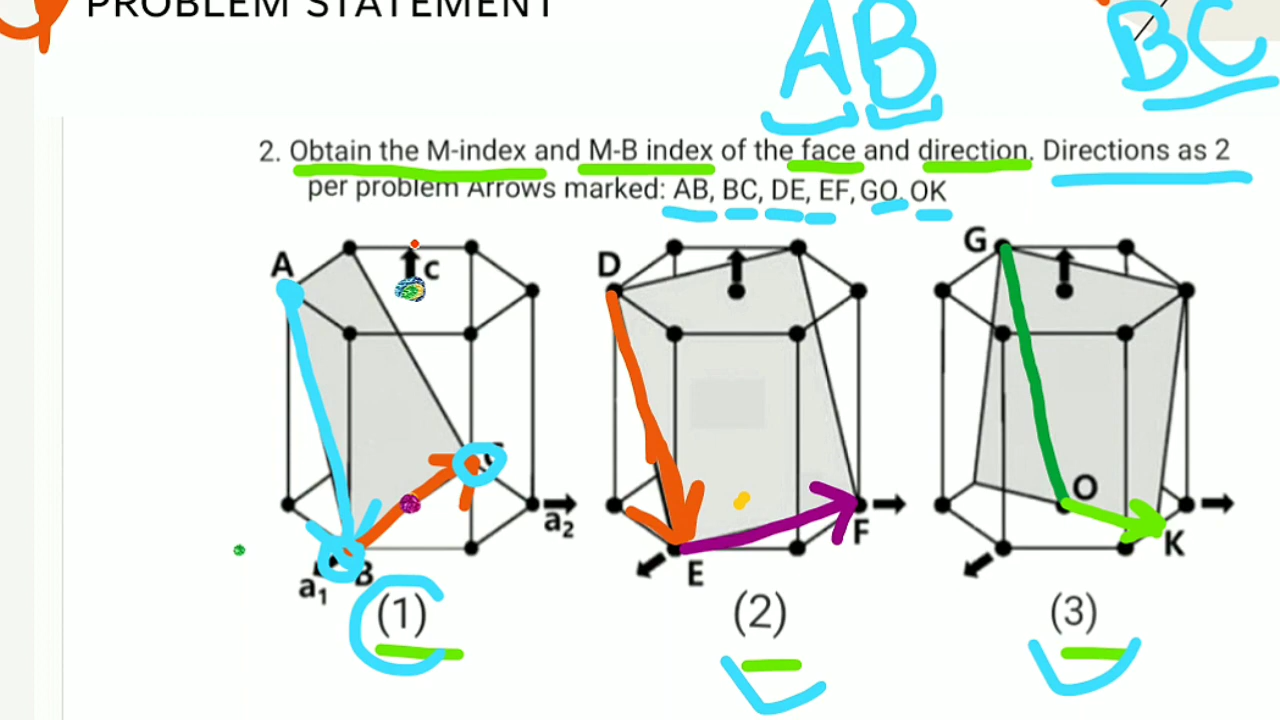 PROBLEM STATEMENT
AB
BC
2. Obtain the M-index and M-B index of the face and direction. Directions as 2
per problem Arrows marked: AB, BC, DE, EF, GO, OK
A
c
D
G
C
a2
O
F
K
B
a1
E
(1)
(2)
(3)